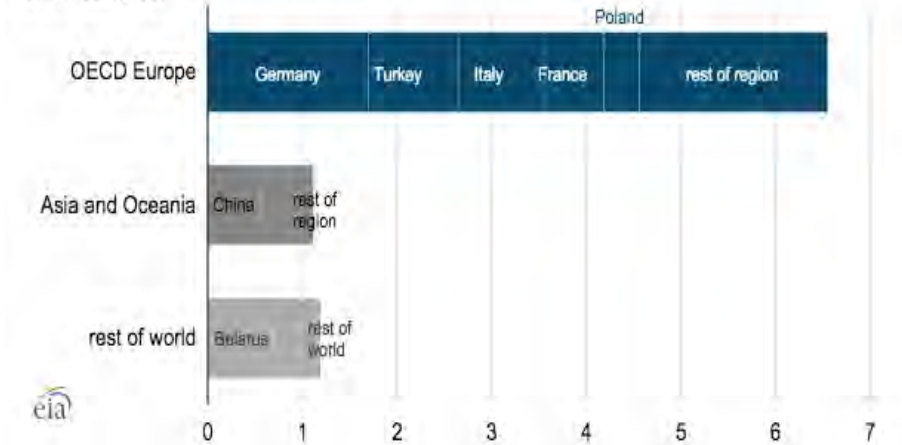 Poland
OECD Europe Germany Turkey Italy France rest of region
Asia and Oceania China rest of
region
rest of world Belarus rest of
world
eia
0 1 2 3 4 5 6 7